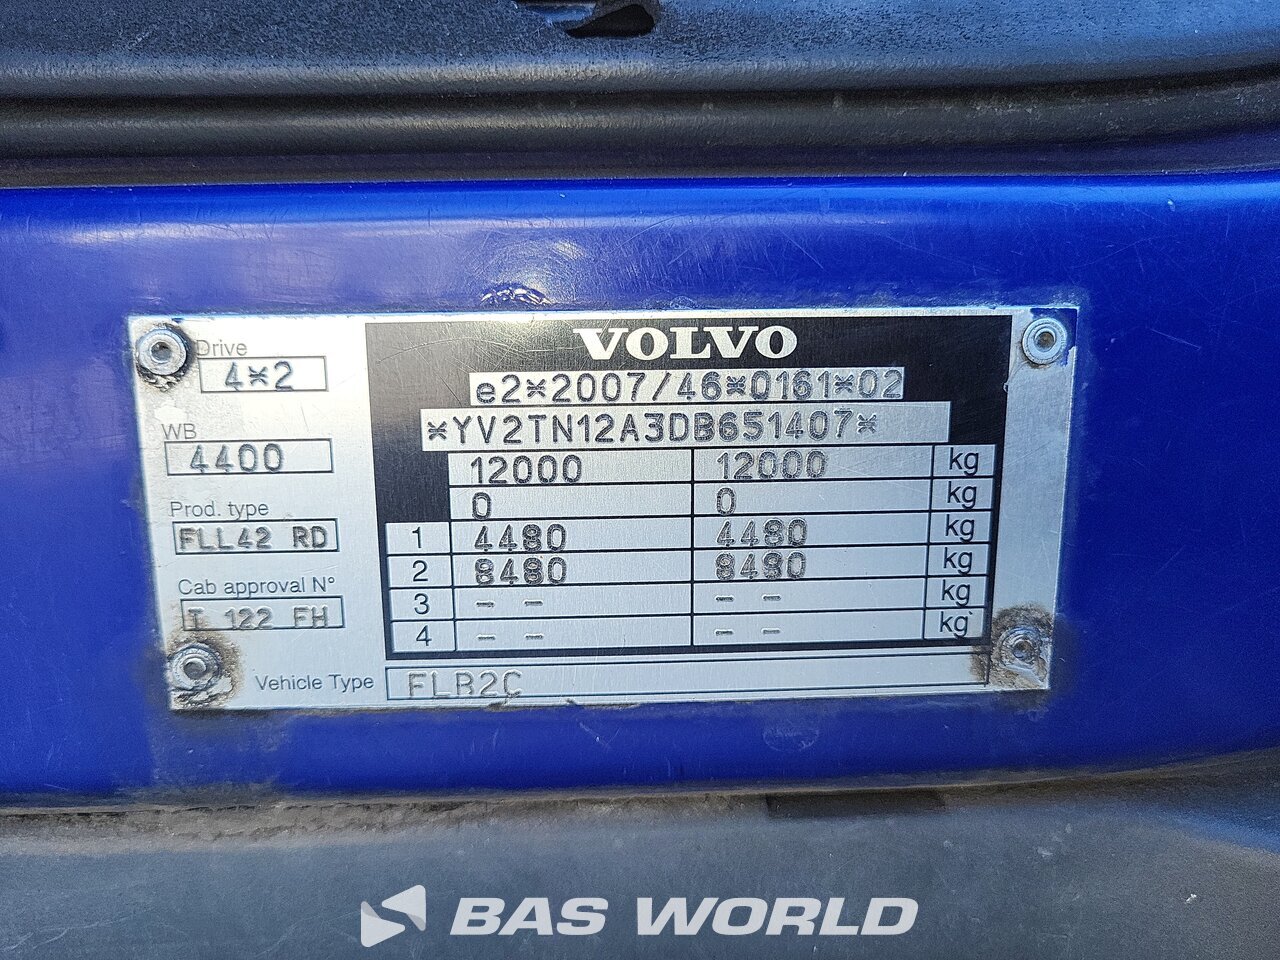 VOLVO
Drive
4*2
e2*2007/46*0161*02
*YV2TN12A3DB651407*
WB
4400
12000 12000 kg
0 0 kg
Prod. type
FLL42 RD
1 4480 4480 kg
2 8480 8480 kg
Cab approval N°
T 122 FH
3 - - - - kg
4 - - - - kg
Vehicle Type FLR2C
BAS WORLD